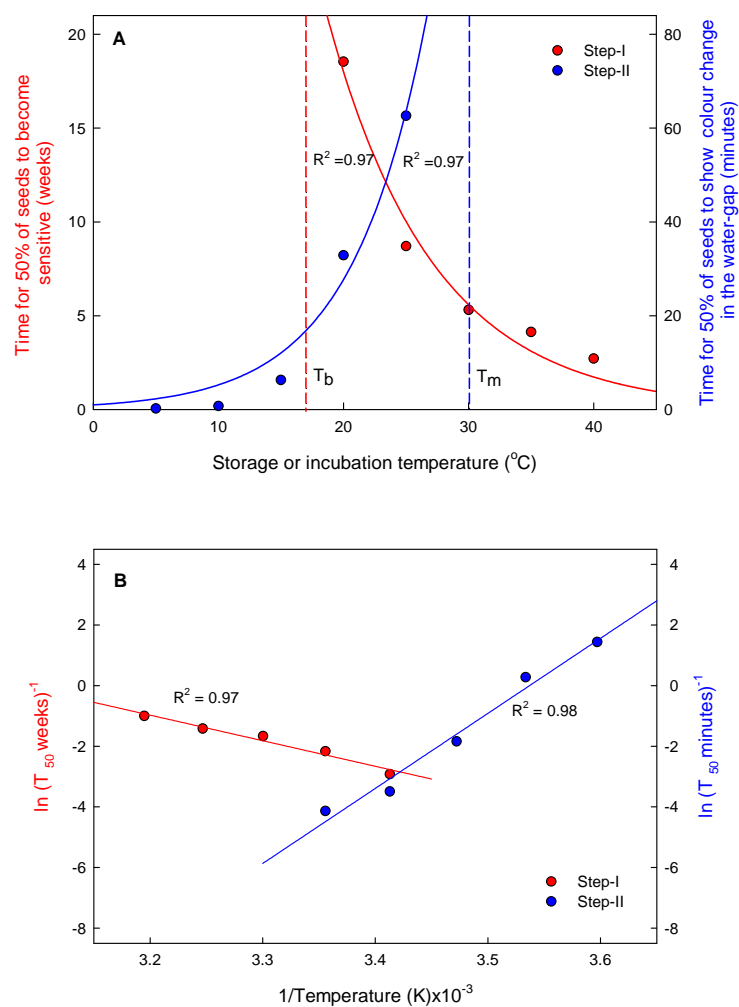 A
Step-I
Step-II
R² =0.97
R² =0.97
T_b
T_m
20
15
10
5
0
80
60
40
20
0
0
10
20
30
40
Time for 50% of seeds to become
sensitive (weeks)
Time for 50% of seeds to show colour change
in the water-gap (minutes)
Storage or incubation temperature (°C)
B
R² = 0.97
R² = 0.98
Step-I
Step-II
4
2
0
-2
-4
-6
-8
4
2
0
-2
-4
-6
-8
3.2
3.3
3.4
3.5
3.6
ln (T 50 weeks)⁻¹
ln (T 50 minutes)⁻¹
1/Temperature (K)x10⁻³